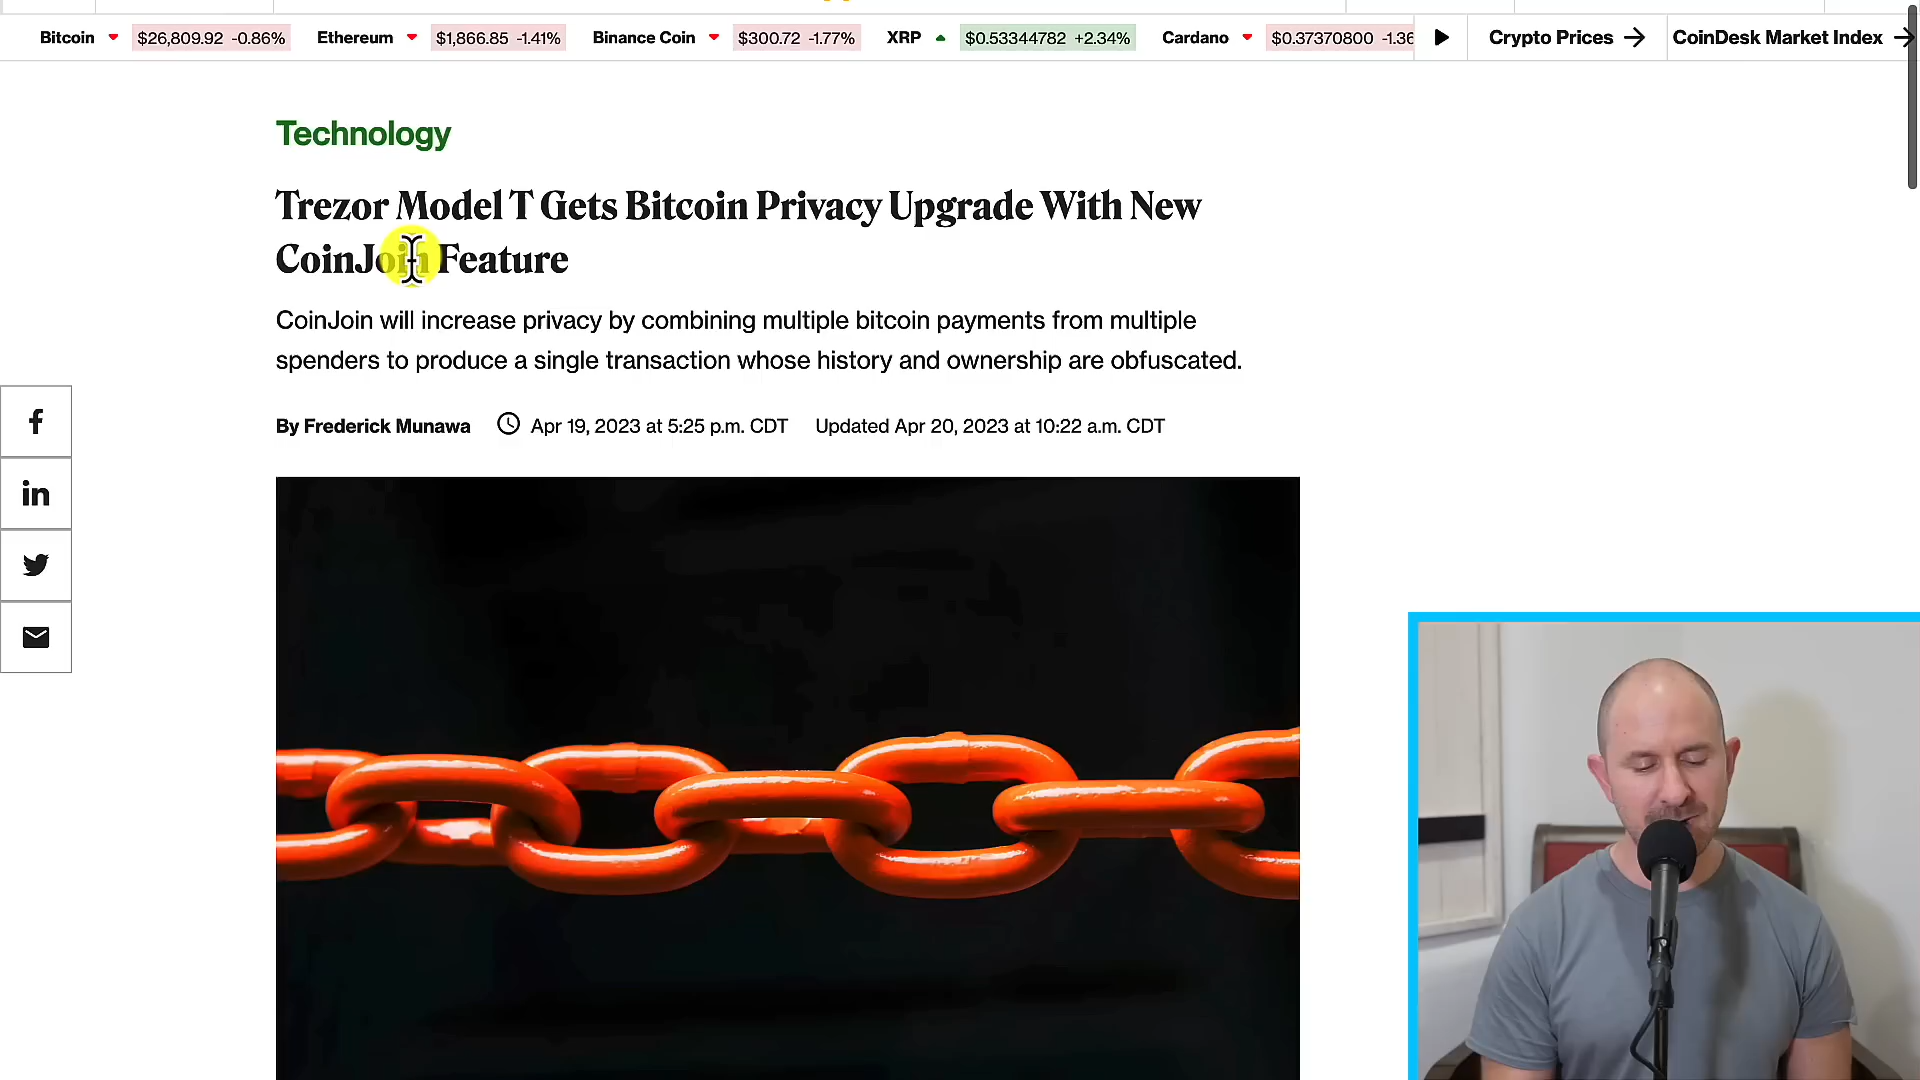 Bitcoin $26,809.92 -0.86% Ethereum $1,866.85 -1.41% Binance Coin $300.72 -1.77% XRP $0.53344782 +2.34% Cardano $0.37370800 -1.36 Crypto Prices → CoinDesk Market Index →
Technology
Trezor Model T Gets Bitcoin Privacy Upgrade With New
CoinJoin Feature
CoinJoin will increase privacy by combining multiple bitcoin payments from multiple
spenders to produce a single transaction whose history and ownership are obfuscated.
By Frederick Munawa Apr 19, 2023 at 5:25 p.m. CDT Updated Apr 20, 2023 at 10:22 a.m. CDT
f
in